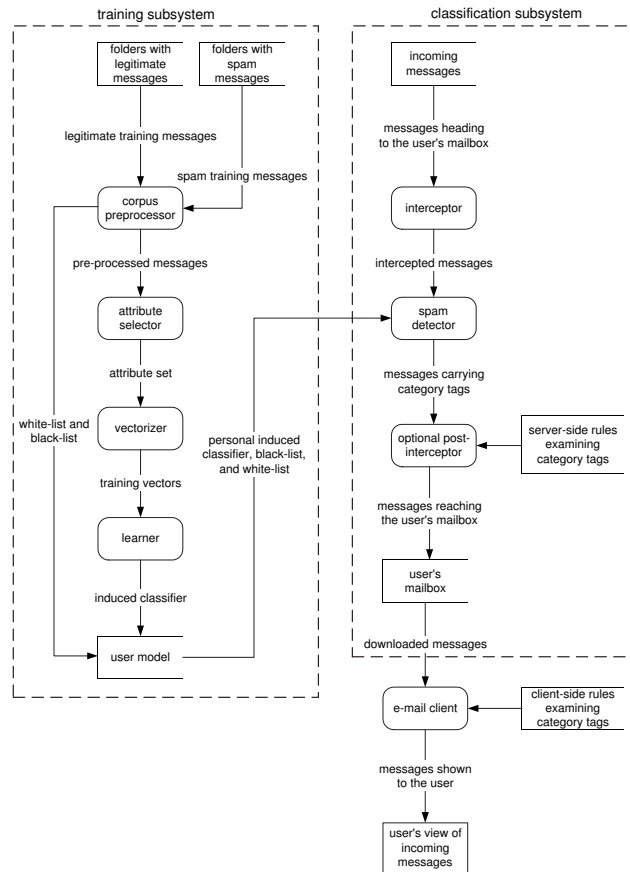 training subsystem
folders with
legitimate
messages
folders with
spam
messages
legitimate training messages
spam training messages
corpus
preprocessor
pre-processed messages
attribute
selector
attribute set
white-list and
black-list
vectorizer
personal induced
classifier, black-list,
and white-list
training vectors
learner
induced classifier
user model
classification subsystem
incoming
messages
messages heading
to the user's mailbox
interceptor
intercepted messages
spam
detector
messages carrying
category tags
optional post-
interceptor
server-side rules
examining
category tags
messages reaching
the user's mailbox
user's
mailbox
downloaded messages
e-mail client
client-side rules
examining
category tags
messages shown
to the user
user's view of
incoming
messages